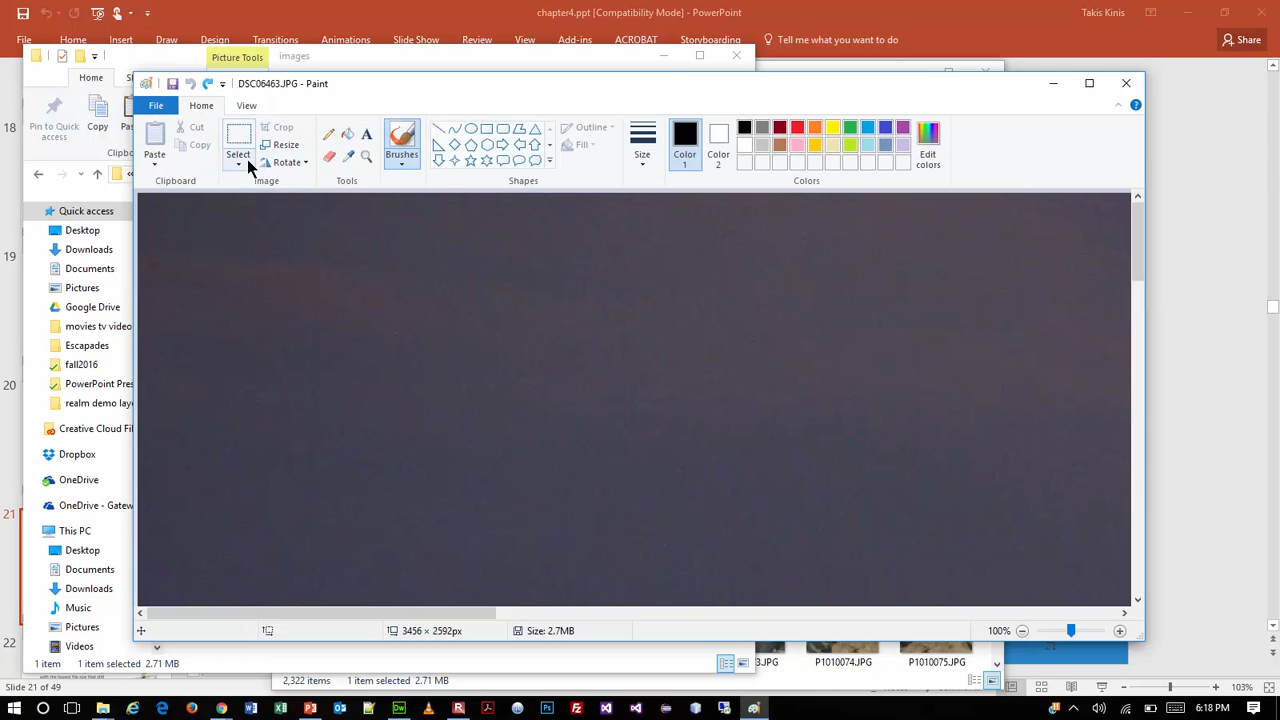 chapter4.ppt [Compatibility Mode] - PowerPoint
Takis Kinis
File Home Insert Draw Design Transitions Animations Slide Show Review View Add-ins ACROBAT Storyboarding Tell me what you want to do
Share
Picture Tools images
Home
DSC06463.JPG - Paint
File Home View
Pin to Quick access
Copy
Paste
Cut
Copy
Select
Crop
Resize
Rotate
A
Brushes
Outline
Fill
Size
Color 1
Color 2
Edit colors
Clipboard
Image
Tools
Shapes
Colors
18
19
20
21
22
Quick access
Desktop
Downloads
Documents
Pictures
Google Drive
movies tv video
Escapades
fall2016
PowerPoint Pres
realm demo lay
Creative Cloud Fil
Dropbox
OneDrive
OneDrive - Gatew
This PC
Desktop
Downloads
Documents
Music
Pictures
Videos
3456 × 2592px
Size: 2.7MB
100%
3.JPG
P1010074.JPG
P1010075.JPG
21
1 item 1 item selected 2.71 MB
2,322 items 1 item selected 2.71 MB
Slide 21 of 49
103%
6:18 PM